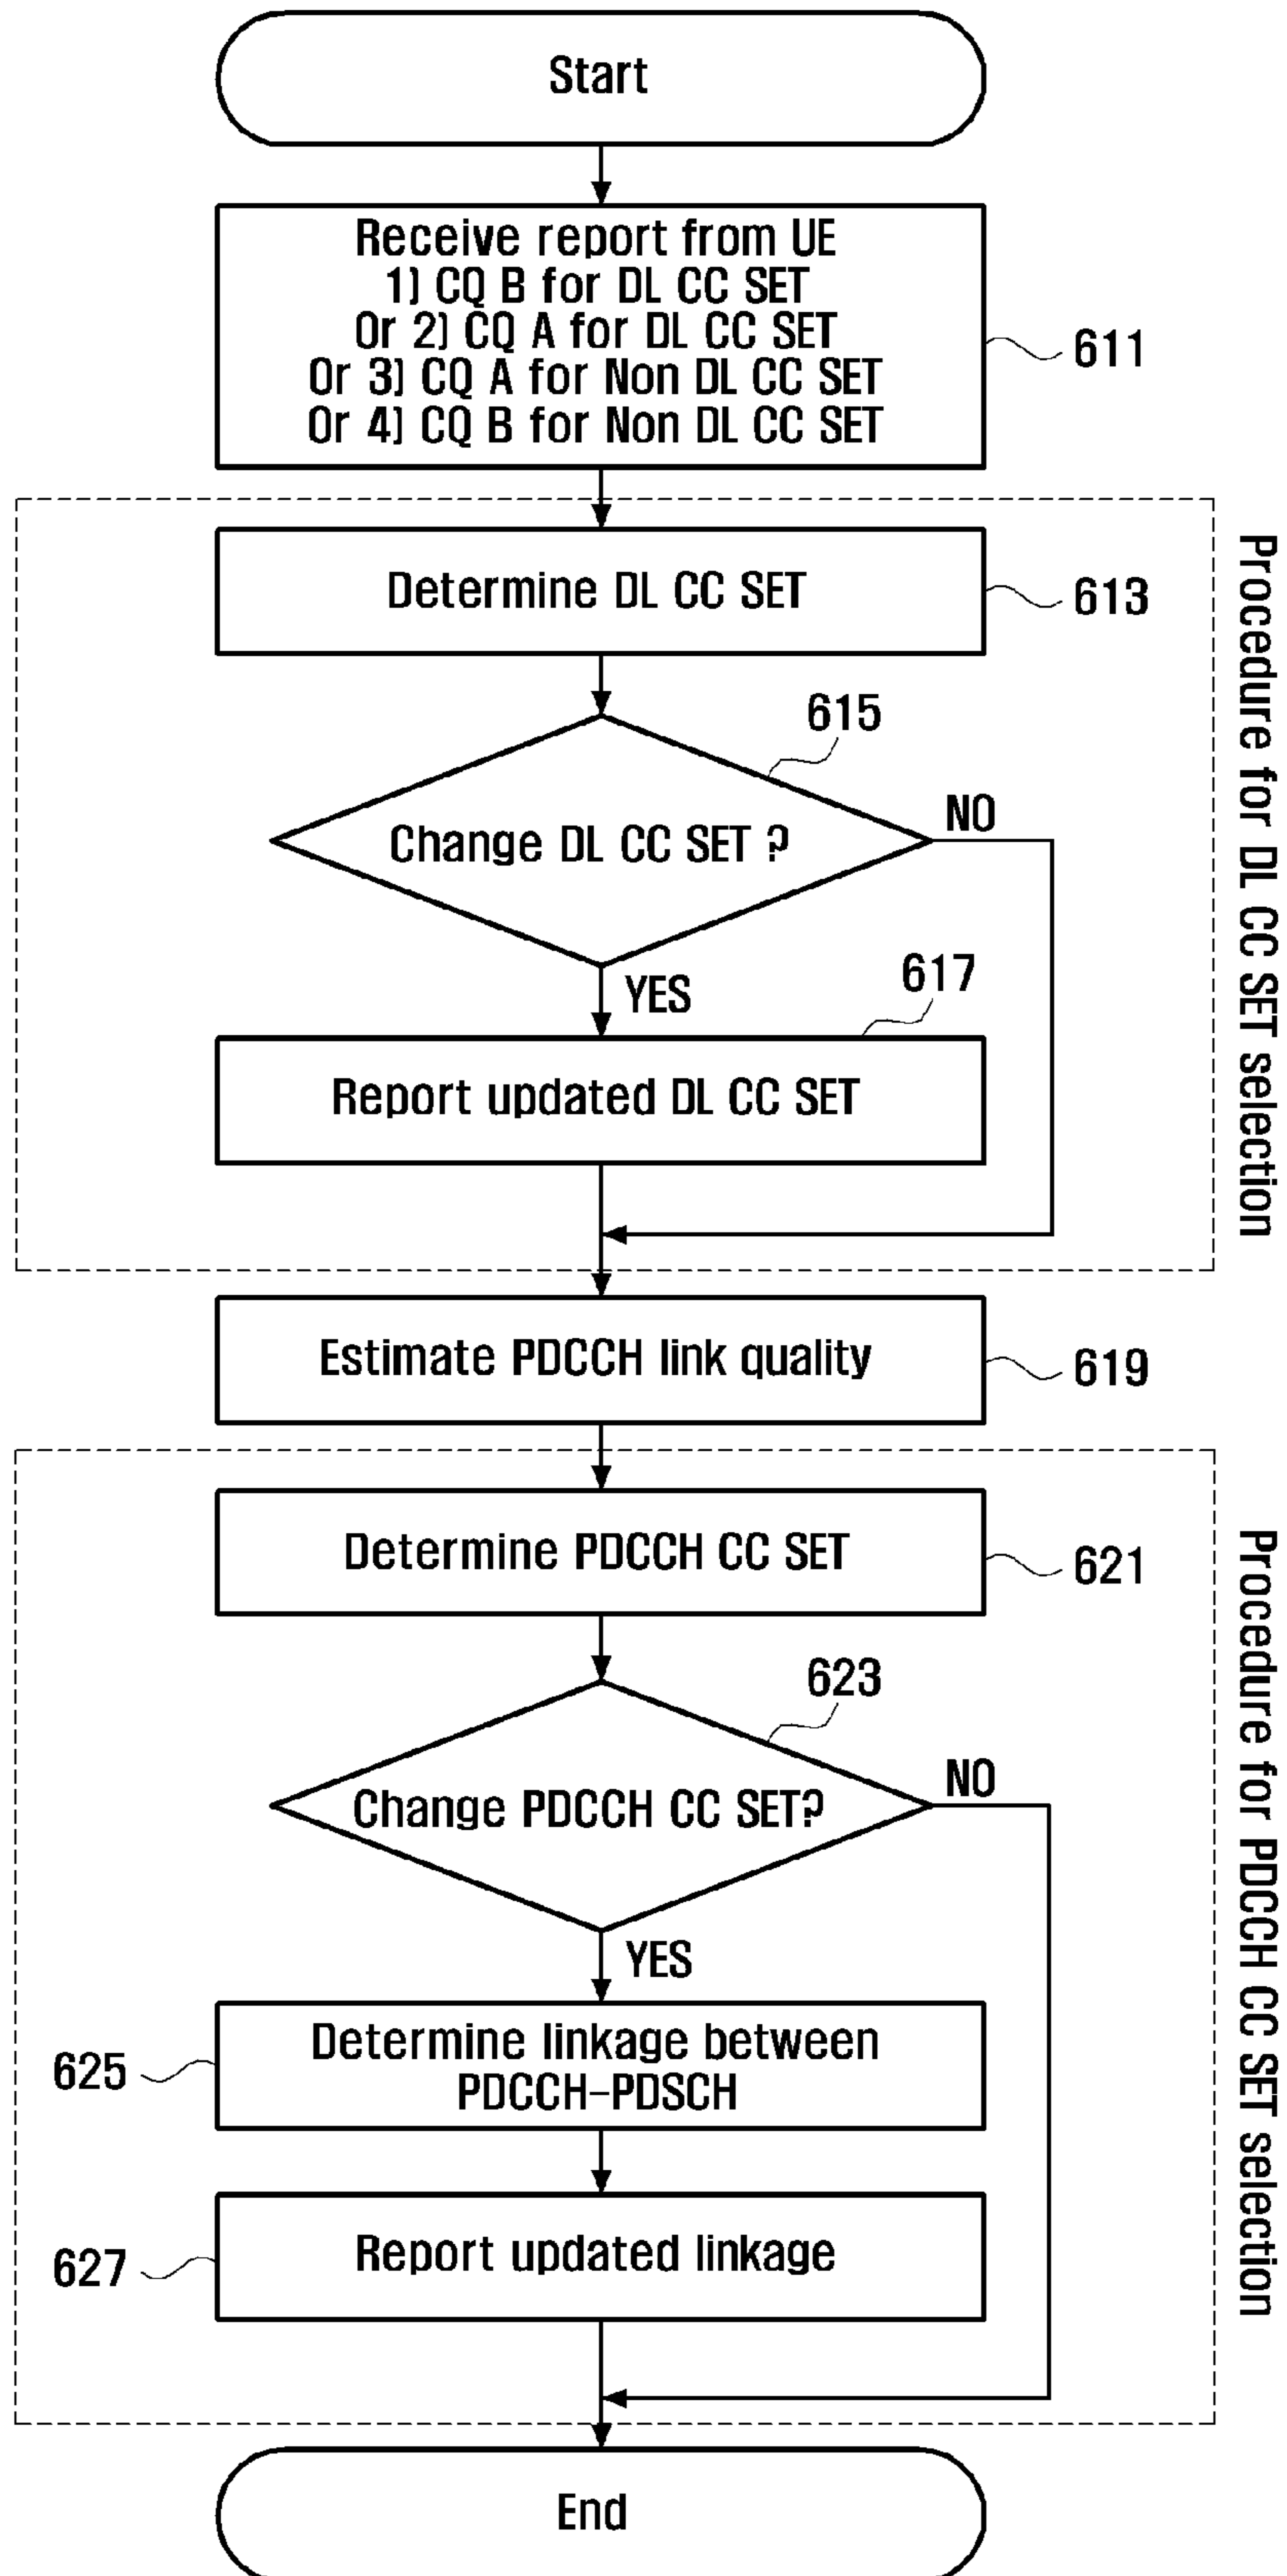 Start
Receive report from UE
1) CQ B for DL CC SET
Or 2) CQ A for DL CC SET
Or 3) CQ A for Non DL CC SET
Or 4) CQ B for Non DL CC SET
611
Procedure for DL CC SET selection
Determine DL CC SET
613
615
Change DL CC SET ?
NO
YES
617
Report updated DL CC SET
Estimate PDCCH link quality
619
Procedure for PDCCH CC SET selection
Determine PDCCH CC SET
621
623
Change PDCCH CC SET?
NO
YES
Determine linkage between
PDCCH-PDSCH
625
Report updated linkage
627
End